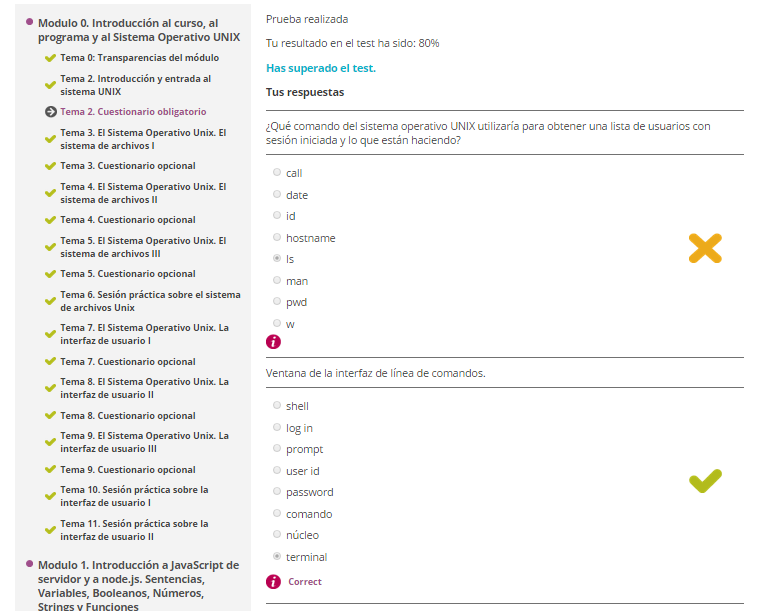 Modulo 0. Introducción al curso, al
programa y al Sistema Operativo UNIX
Tema 0: Transparencias del módulo
Tema 2. Introducción y entrada al
sistema UNIX
Tema 2. Cuestionario obligatorio
Tema 3. El Sistema Operativo Unix. El
sistema de archivos I
Tema 3. Cuestionario opcional
Tema 4. El Sistema Operativo Unix. El
sistema de archivos II
Tema 4. Cuestionario opcional
Tema 5. El Sistema Operativo Unix. El
sistema de archivos III
Tema 5. Cuestionario opcional
Tema 6. Sesión práctica sobre el sistema
de archivos Unix
Tema 7. El Sistema Operativo Unix. La
interfaz de usuario I
Tema 7. Cuestionario opcional
Tema 8. El Sistema Operativo Unix. La
interfaz de usuario II
Tema 8. Cuestionario opcional
Tema 9. El Sistema Operativo Unix. La
interfaz de usuario III
Tema 9. Cuestionario opcional
Tema 10. Sesión práctica sobre la
interfaz de usuario I
Tema 11. Sesión práctica sobre la
interfaz de usuario II
Modulo 1. Introducción a JavaScript de
servidor y a node.js. Sentencias,
Variables, Booleanos, Números,
Strings y Funciones
Prueba realizada
Tu resultado en el test ha sido: 80%
Has superado el test.
Tus respuestas
¿Qué comando del sistema operativo UNIX utilizaría para obtener una lista de usuarios con
sesión iniciada y lo que están haciendo?
call
date
id
hostname
ls
man
pwd
w
i
Ventana de la interfaz de línea de comandos.
shell
log in
prompt
user id
password
comando
núcleo
terminal
i Correct